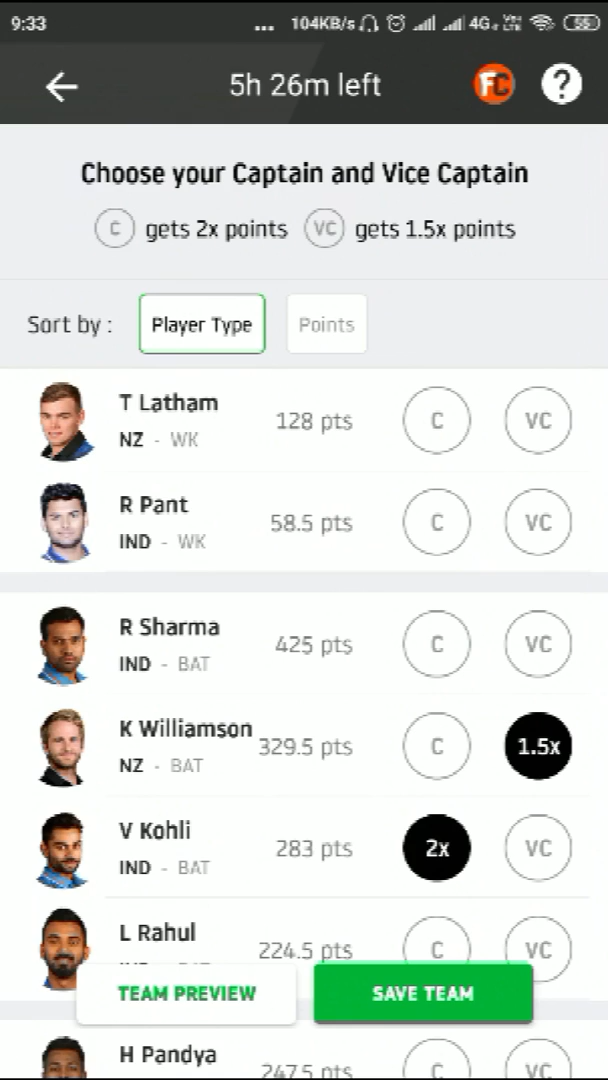 9:33 ... 104KB/s 4G+ 55
5h 26m left FC ?
Choose your Captain and Vice Captain
C gets 2x points VC gets 1.5x points
Sort by : Player Type Points
T Latham
NZ - WK
128 pts C VC
R Pant
IND - WK
58.5 pts C VC
R Sharma
IND - BAT
425 pts C VC
K Williamson
NZ - BAT
329.5 pts C 1.5x
V Kohli
IND - BAT
283 pts 2x VC
L Rahul
224.5 pts C VC
TEAM PREVIEW SAVE TEAM
H Pandya
247.5 pts C VC